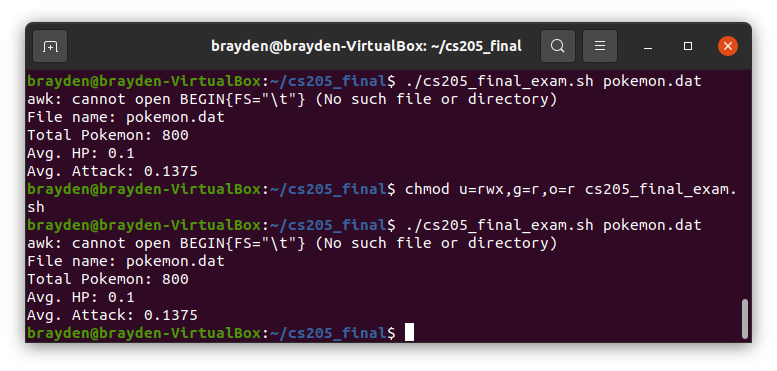 brayden@brayden-VirtualBox: ~/cs205_final
brayden@brayden-VirtualBox:~/cs205_final$ ./cs205_final_exam.sh pokemon.dat
awk: cannot open BEGIN{FS="\t"} (No such file or directory)
File name: pokemon.dat
Total Pokemon: 800
Avg. HP: 0.1
Avg. Attack: 0.1375
brayden@brayden-VirtualBox:~/cs205_final$ chmod u=rwx,g=r,o=r cs205_final_exam.
sh
brayden@brayden-VirtualBox:~/cs205_final$ ./cs205_final_exam.sh pokemon.dat
awk: cannot open BEGIN{FS="\t"} (No such file or directory)
File name: pokemon.dat
Total Pokemon: 800
Avg. HP: 0.1
Avg. Attack: 0.1375
brayden@brayden-VirtualBox:~/cs205_final$